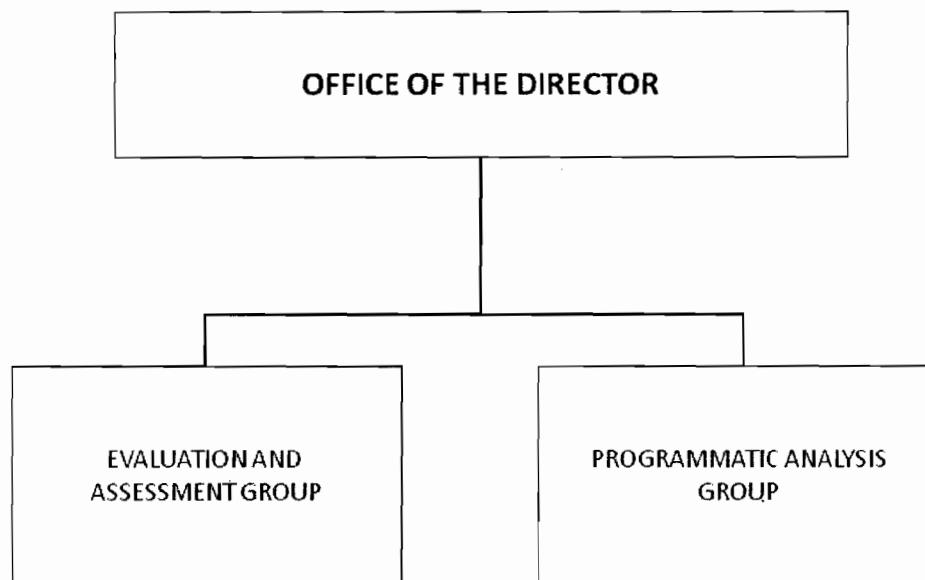 OFFICE OF THE DIRECTOR
EVALUATION AND
ASSESSMENT GROUP
PROGRAMMATIC ANALYSIS
GROUP